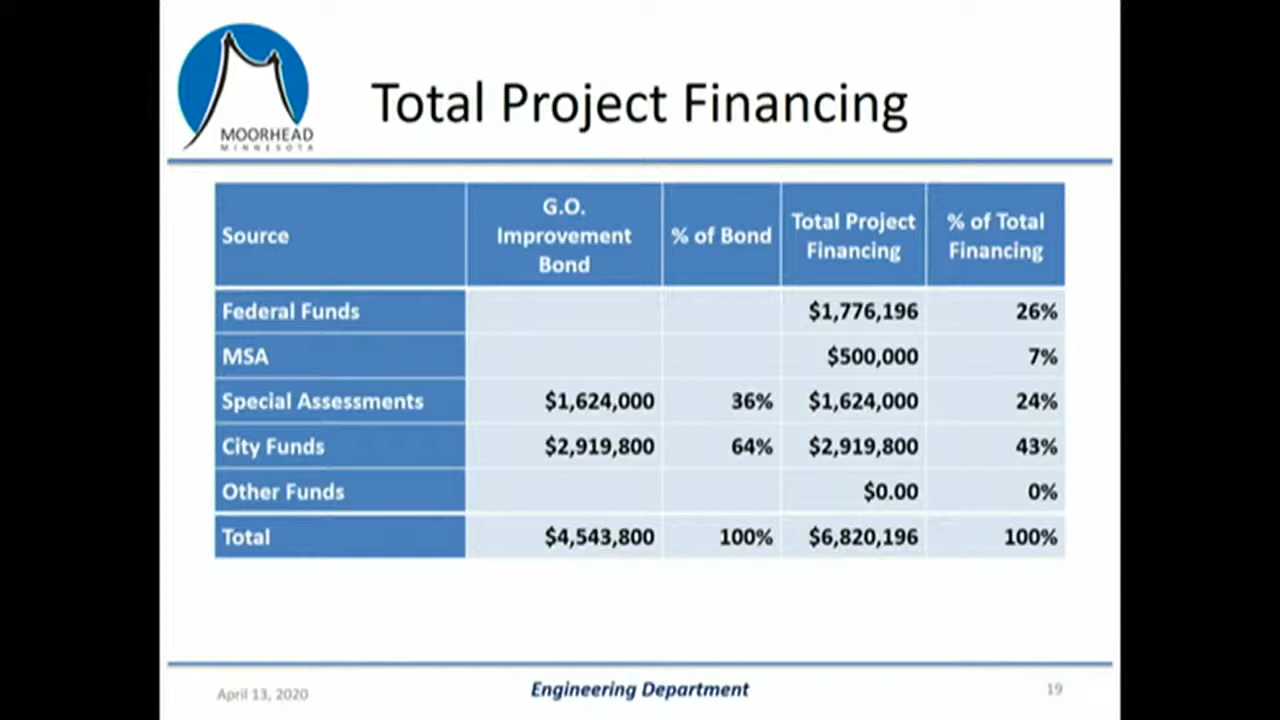 MOORHEAD
MINNESOTA
Total Project Financing
Source
G.O.
Improvement
Bond
% of Bond
Total Project
Financing
% of Total
Financing
Federal Funds $1,776,196 26%
MSA $500,000 7%
Special Assessments $1,624,000 36% $1,624,000 24%
City Funds $2,919,800 64% $2,919,800 43%
Other Funds $0.00 0%
Total $4,543,800 100% $6,820,196 100%
April 13, 2020 Engineering Department 19